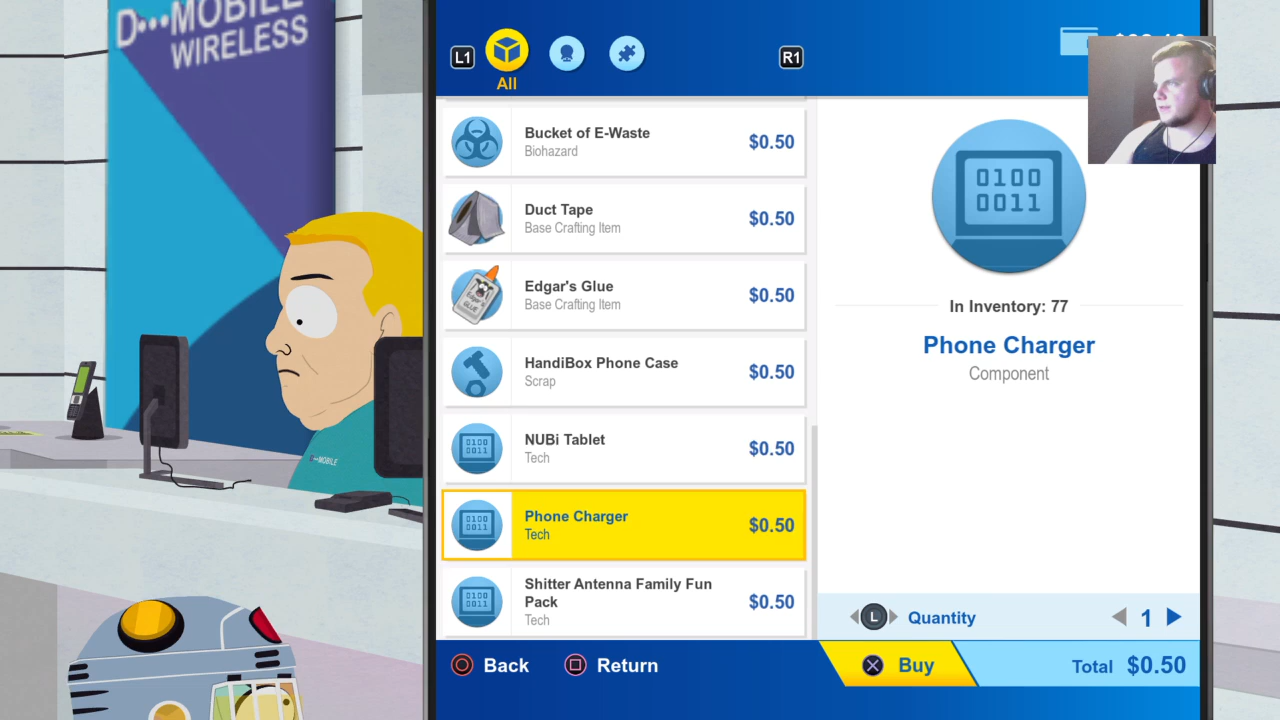 D···MOBILE
WIRELESS
L1
R1
All
Bucket of E-Waste
Biohazard
$0.50
Duct Tape
Base Crafting Item
$0.50
Edgar's Glue
Base Crafting Item
$0.50
HandiBox Phone Case
Scrap
$0.50
NUBi Tablet
Tech
$0.50
Phone Charger
Tech
$0.50
Shitter Antenna Family Fun
Pack
Tech
$0.50
0100
0011
In Inventory: 77
Phone Charger
Component
L Quantity 1
Back
Return
Buy
Total $0.50
D···MOBILE